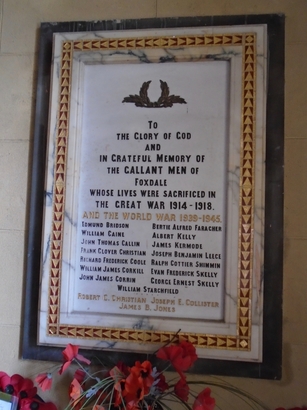 To
THE GLORY OF GOD
AND
IN GRATEFUL MEMORY OF
THE GALLANT MEN OF
FOXDALE
WHOSE LIVES WERE SACRIFICED IN
THE GREAT WAR 1914-1918.
AND THE WORLD WAR 1939-1945.
EDMUND BRIDSON BERTIE ALFRED FARAGHER
WILLIAM CAINE ALBERT KELLY
JOHN THOMAS CALLIN JAMES KERMODE
FRANK CLOVER CHRISTIAN JOSEPH BENJAMIN LEECE
RICHARD FREDERICK COOLE RALPH COTTIER SHIMMIN
WILLIAM JAMES CORKILL EVAN FREDERICK SKELLY
JOHN JAMES CORRIN GEORGE ERNEST SKELLY
WILLIAM STARCHFIELD
ROBERT C. CHRISTIAN JOSEPH E. COLLISTER
JAMES B. JONES